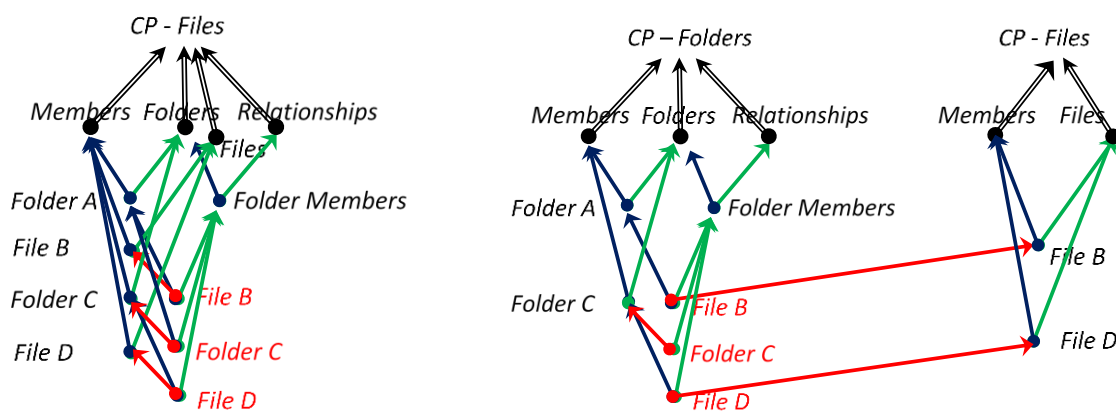 CP - Files
Members Folders Relationships
Files
Folder A
Folder Members
File B
File B
Folder C
Folder C
File D
File D
CP – Folders
Members Folders Relationships
Folder A
Folder Members
Folder C
File B
Folder C
File D
CP - Files
Members Files
File B
File D